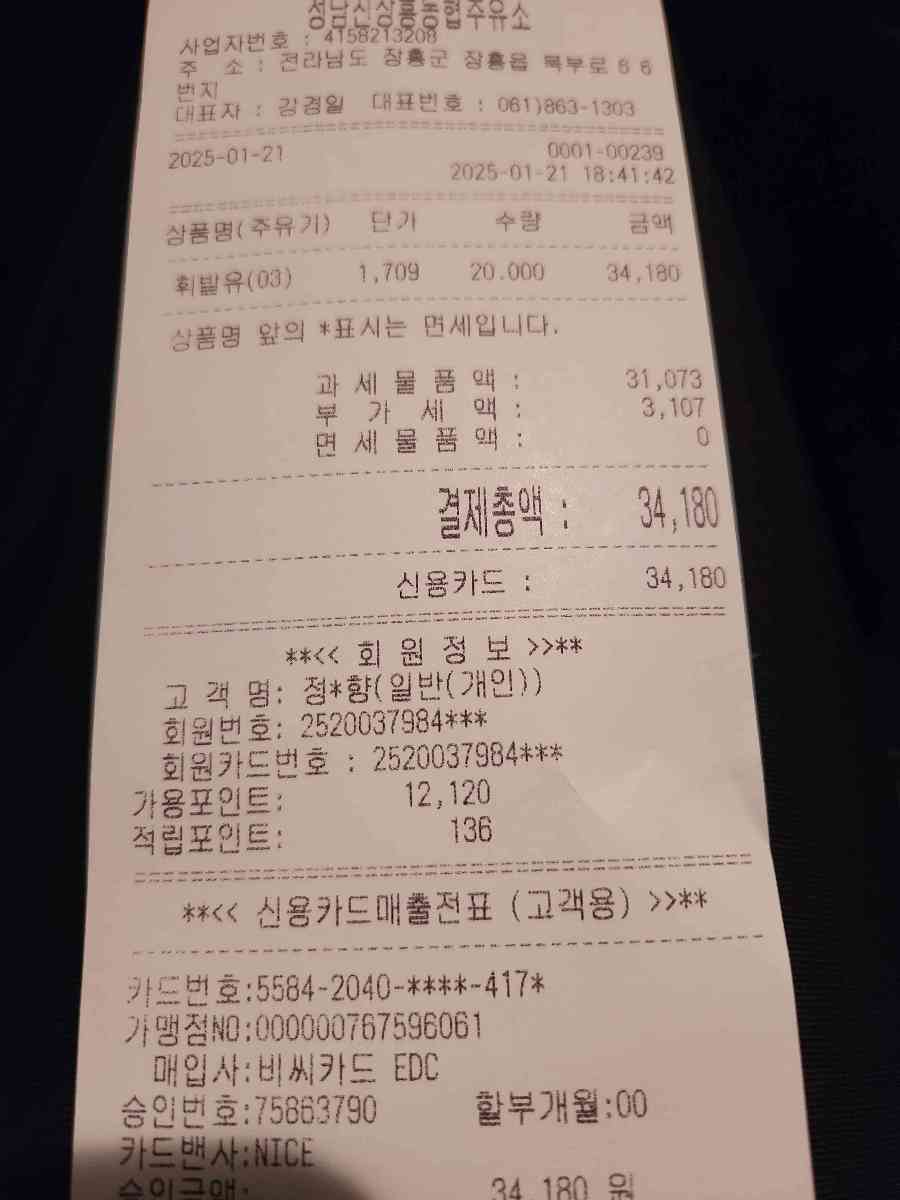 사업자번호 : 4158213208
주 소 : 전라남도 장흥군 장흥읍 북부로 6 6
번지
대표자 : 김경일 대표번호 : 061)863-1303
2025-01-21 0001-00239
2025-01-21 18:41:42
상품명(주유기) 단가 수량 금액
휘발유(03) 1,709 20.000 34,180
상품명 앞의 *표시는 면세입니다.
과 세 물 품 액 : 31,073
부 가 세 액 : 3,107
면 세 물 품 액 : 0
결제총액 : 34,180
신용카드 : 34,180
**<< 회 원 정 보 >>**
고 객 명: 정*향(일반(개인))
회원번호: 2520037984***
회원카드번호 : 2520037984***
가용포인트: 12,120
적립포인트: 136
**<< 신용카드매출전표 (고객용) >>**
카드번호:5584-2040-****-417*
가맹점NO:000000767596061
매입사:비씨카드 EDC
승인번호:75863790 할부개월:00
카드밴사:NICE
승인금액: 34,180 원